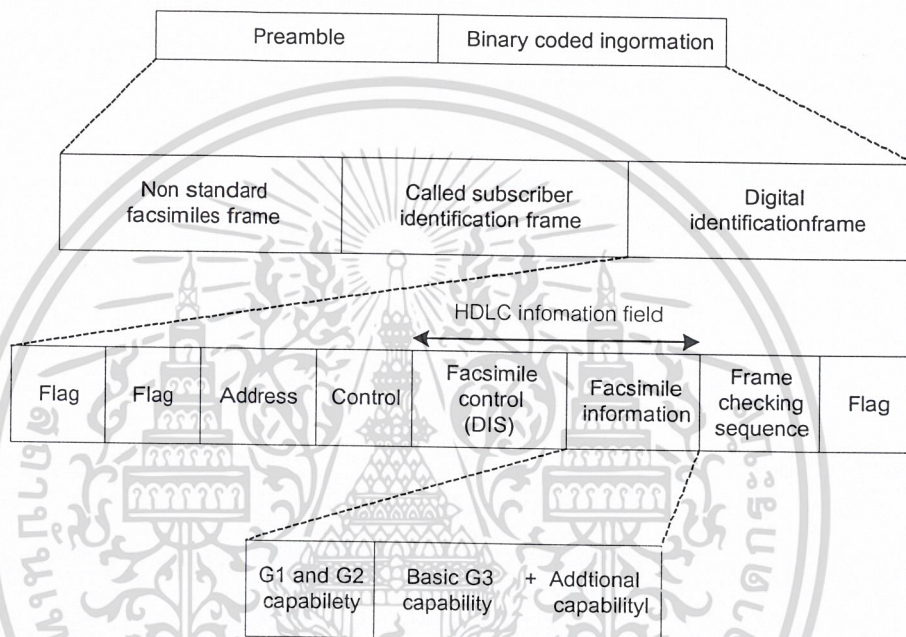 Preamble
Binary coded ingormation
Non standard
facsimiles frame
Called subscriber
identification frame
Digital
identificationframe
HDLC infomation field
Flag
Flag
Address
Control
Facsimile
control
(DIS)
Facsimile
information
Frame
checking
sequence
Flag
G1 and G2
capabilety
Basic G3
capability
+ Addtional
capabilityl